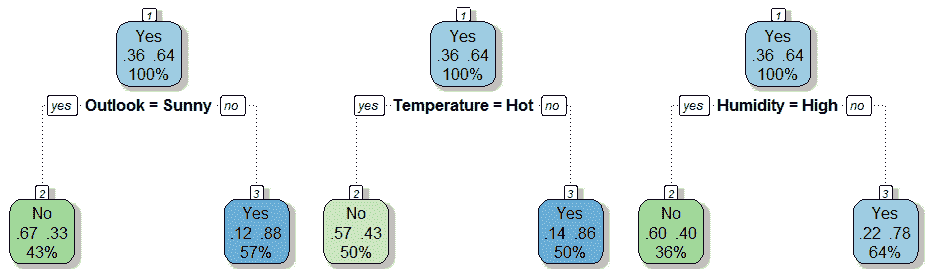 1
Yes
.36 .64
100%
yes Outlook = Sunny no
2
No
.67 .33
43%
3
Yes
.12 .88
57%
1
Yes
.36 .64
100%
yes Temperature = Hot no
2
No
.57 .43
50%
3
Yes
.14 .86
50%
1
Yes
.36 .64
100%
yes Humidity = High no
2
No
.60 .40
36%
3
Yes
.22 .78
64%